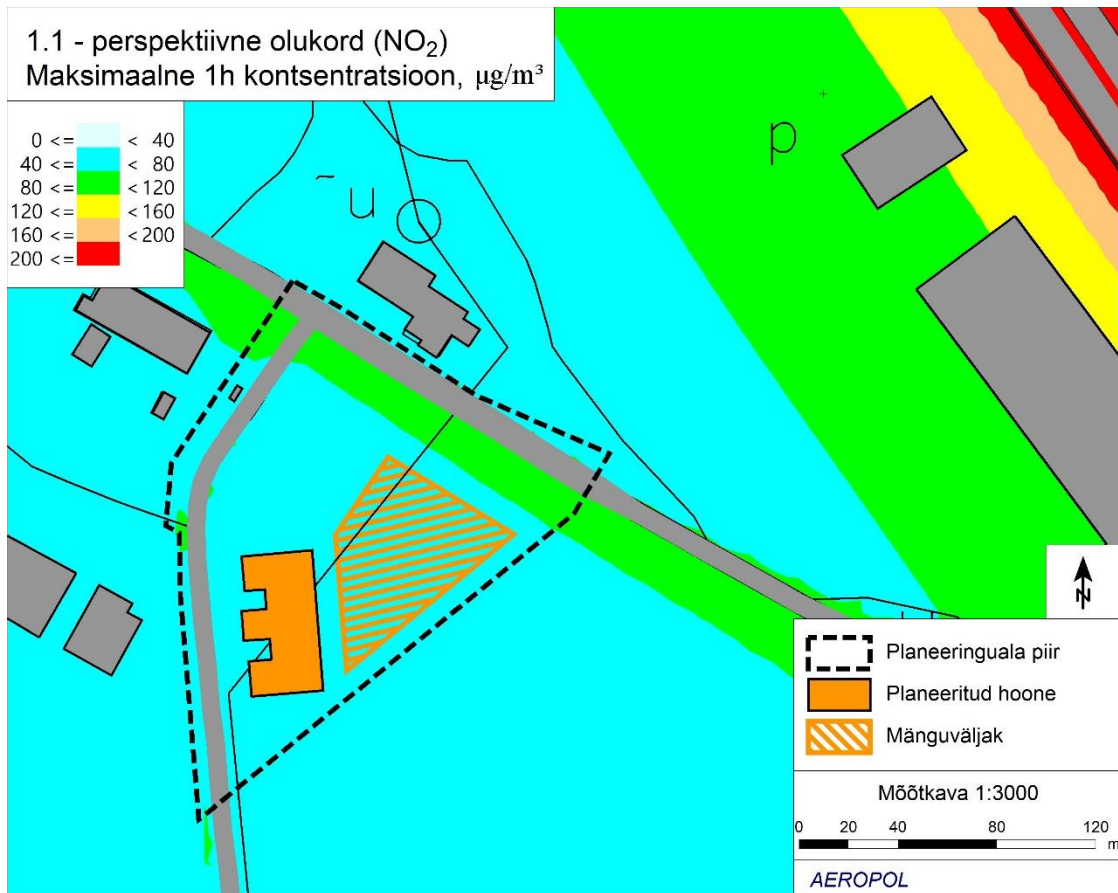 1.1 - perspektiivne olukord (NO₂)
Maksimaalne 1h kontsentratsioon, µg/m³
0 <= < 40
40 <= < 80
80 <= < 120
120 <= < 160
160 <= < 200
200 <=
p
~u
N
Planeeringuala piir
Planeeritud hoone
Mänguväljak
Mõõtkava 1:3000
0 20 40 80 120
m
AEROPOL